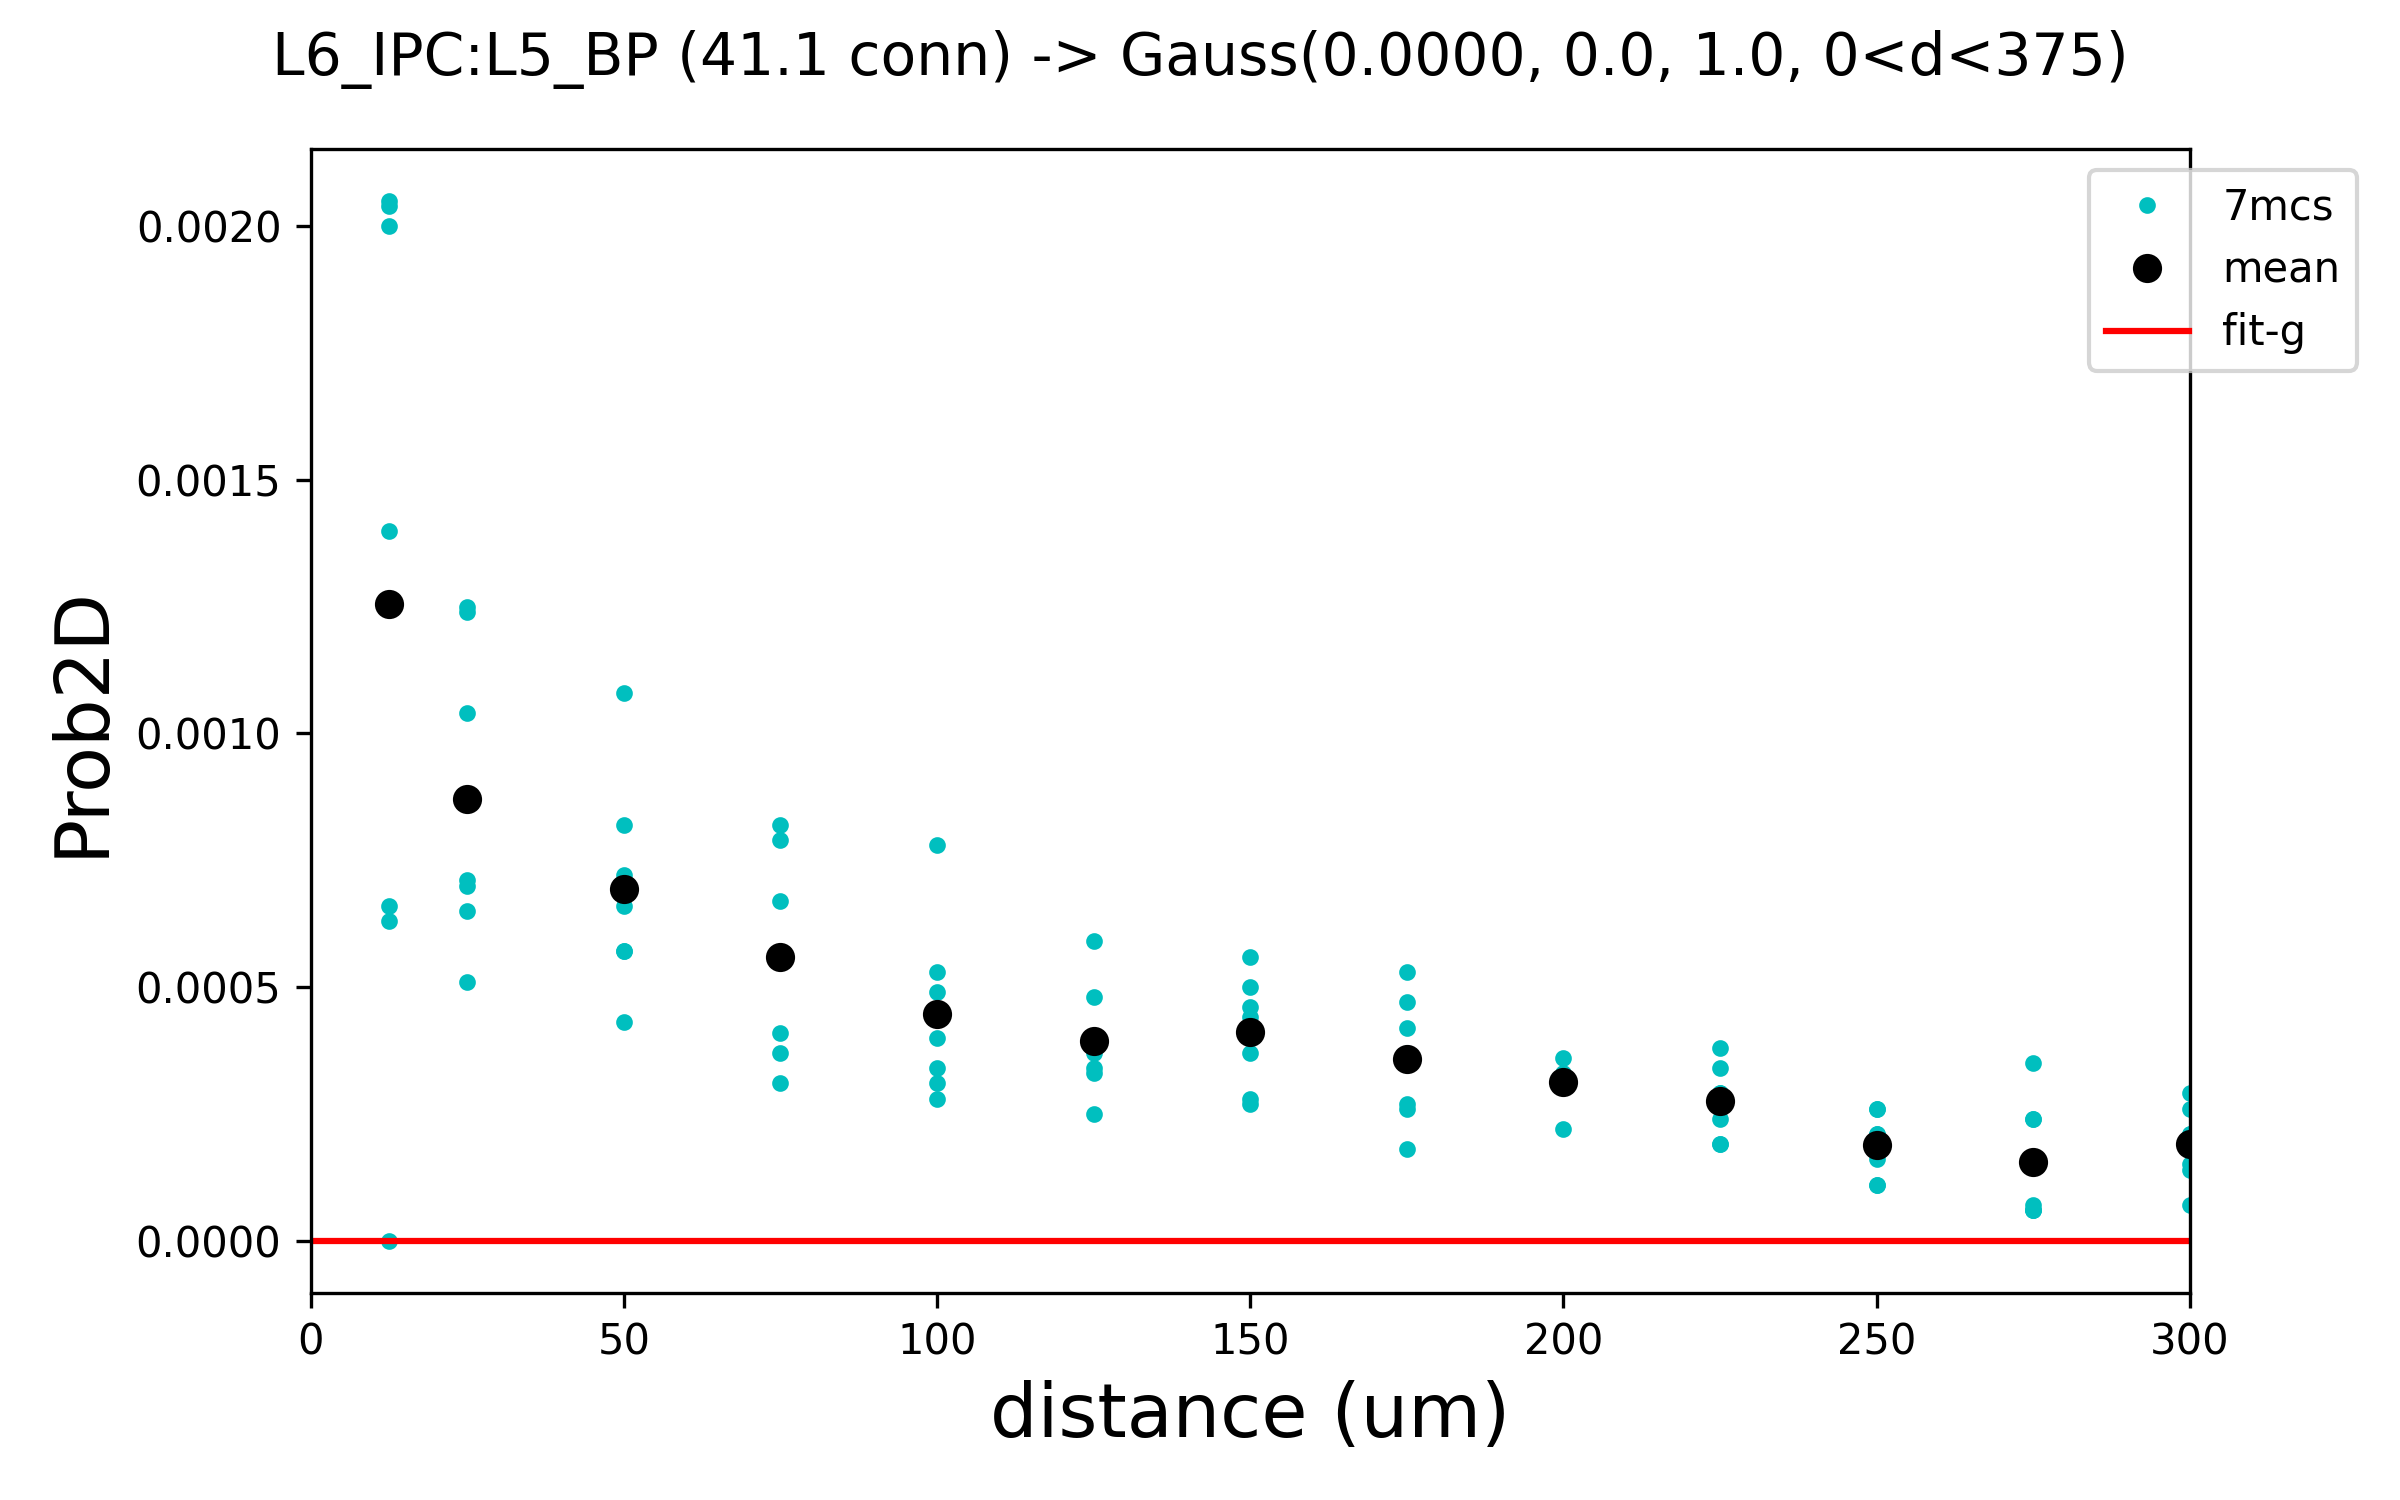 L6_IPC:L5_BP (41.1 conn) -> Gauss(0.0000, 0.0, 1.0, 0<d<375)
7mcs
mean
fit-g
Prob2D
0.0020
0.0015
0.0010
0.0005
0.0000
0 50 100 150 200 250 300
distance (um)